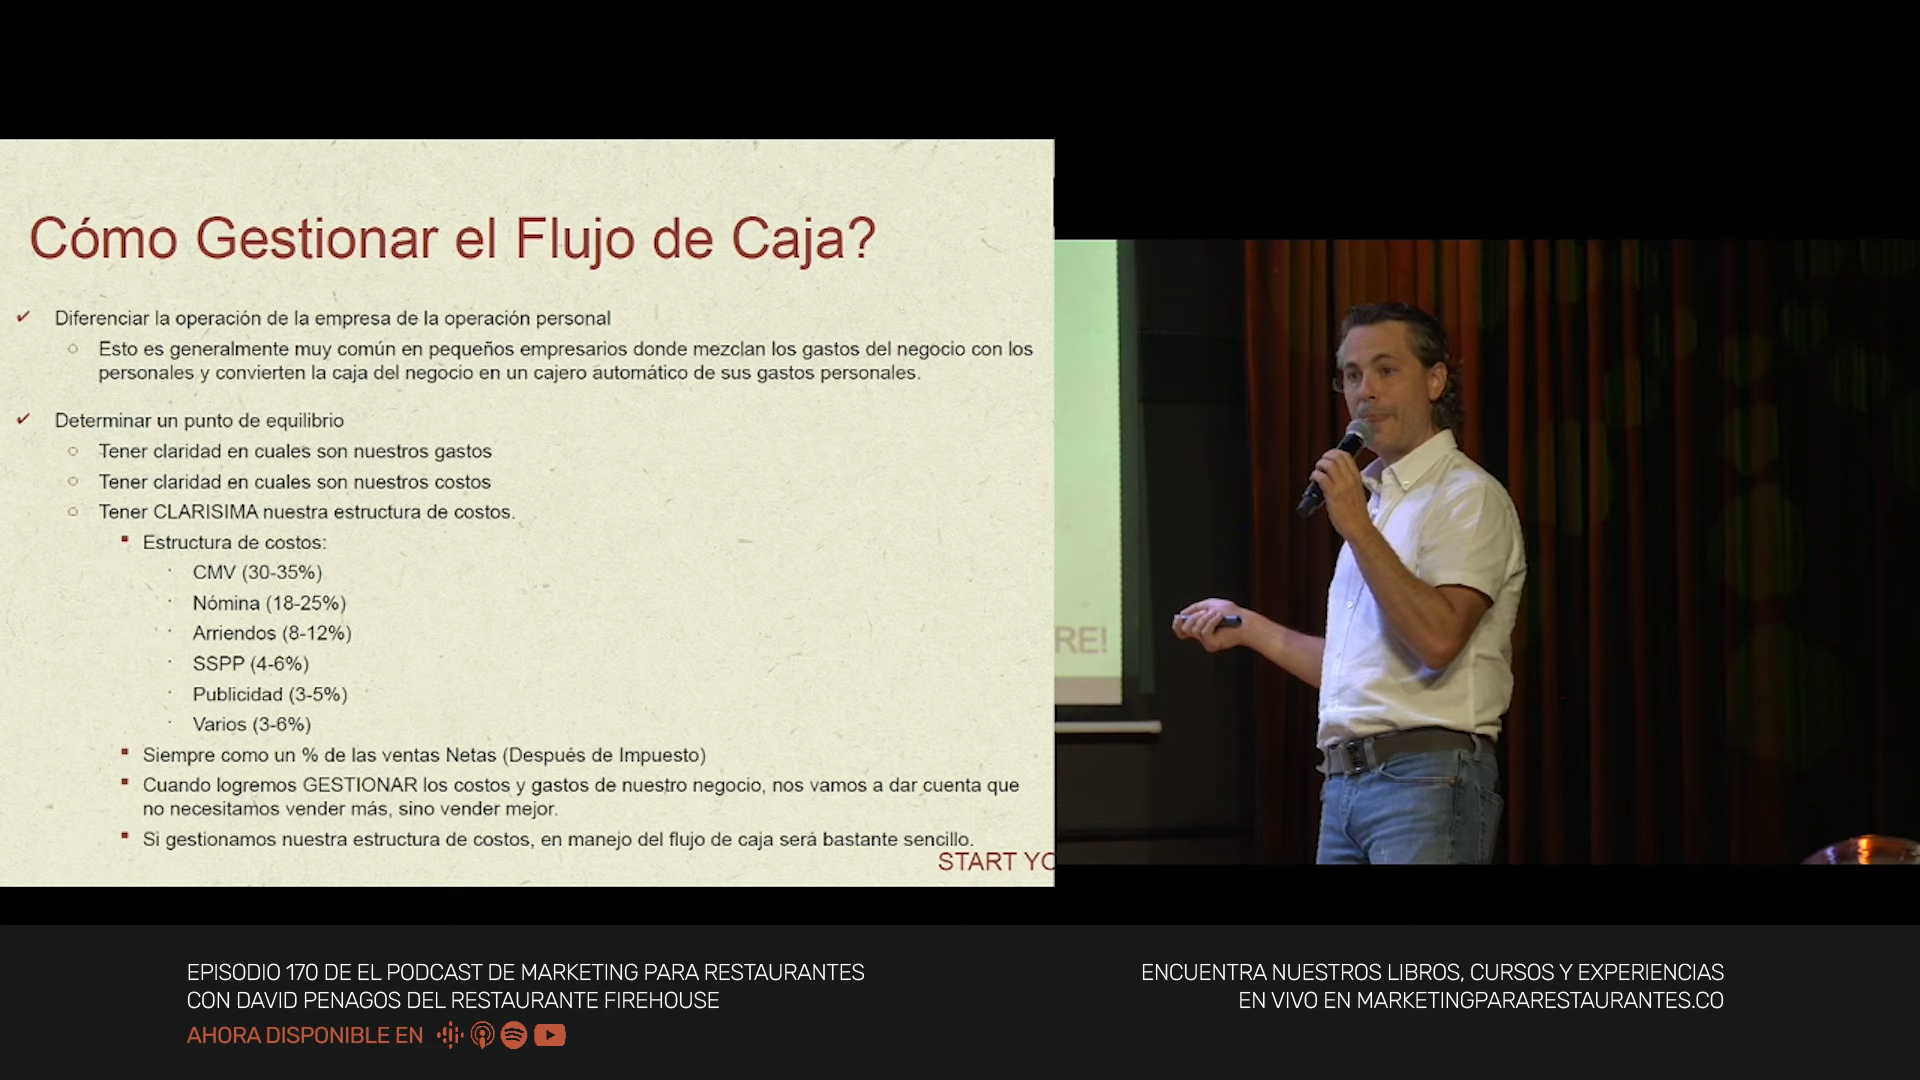 Cómo Gestionar el Flujo de Caja?
✓ Diferenciar la operación de la empresa de la operación personal
○ Esto es generalmente muy común en pequeños empresarios donde mezclan los gastos del negocio con los
personales y convierten la caja del negocio en un cajero automático de sus gastos personales.
✓ Determinar un punto de equilibrio
○ Tener claridad en cuales son nuestros gastos
○ Tener claridad en cuales son nuestros costos
○ Tener CLARISIMA nuestra estructura de costos.
▪ Estructura de costos:
· CMV (30-35%)
· Nómina (18-25%)
· Arriendos (8-12%)
· SSPP (4-6%)
· Publicidad (3-5%)
· Varios (3-6%)
▪ Siempre como un % de las ventas Netas (Después de Impuesto)
▪ Cuando logremos GESTIONAR los costos y gastos de nuestro negocio, nos vamos a dar cuenta que
no necesitamos vender más, sino vender mejor.
▪ Si gestionamos nuestra estructura de costos, en manejo del flujo de caja será bastante sencillo.
START YO
RE!
EPISODIO 170 DE EL PODCAST DE MARKETING PARA RESTAURANTES
CON DAVID PENAGOS DEL RESTAURANTE FIREHOUSE
AHORA DISPONIBLE EN
ENCUENTRA NUESTROS LIBROS, CURSOS Y EXPERIENCIAS
EN VIVO EN MARKETINGPARARESTAURANTES.CO